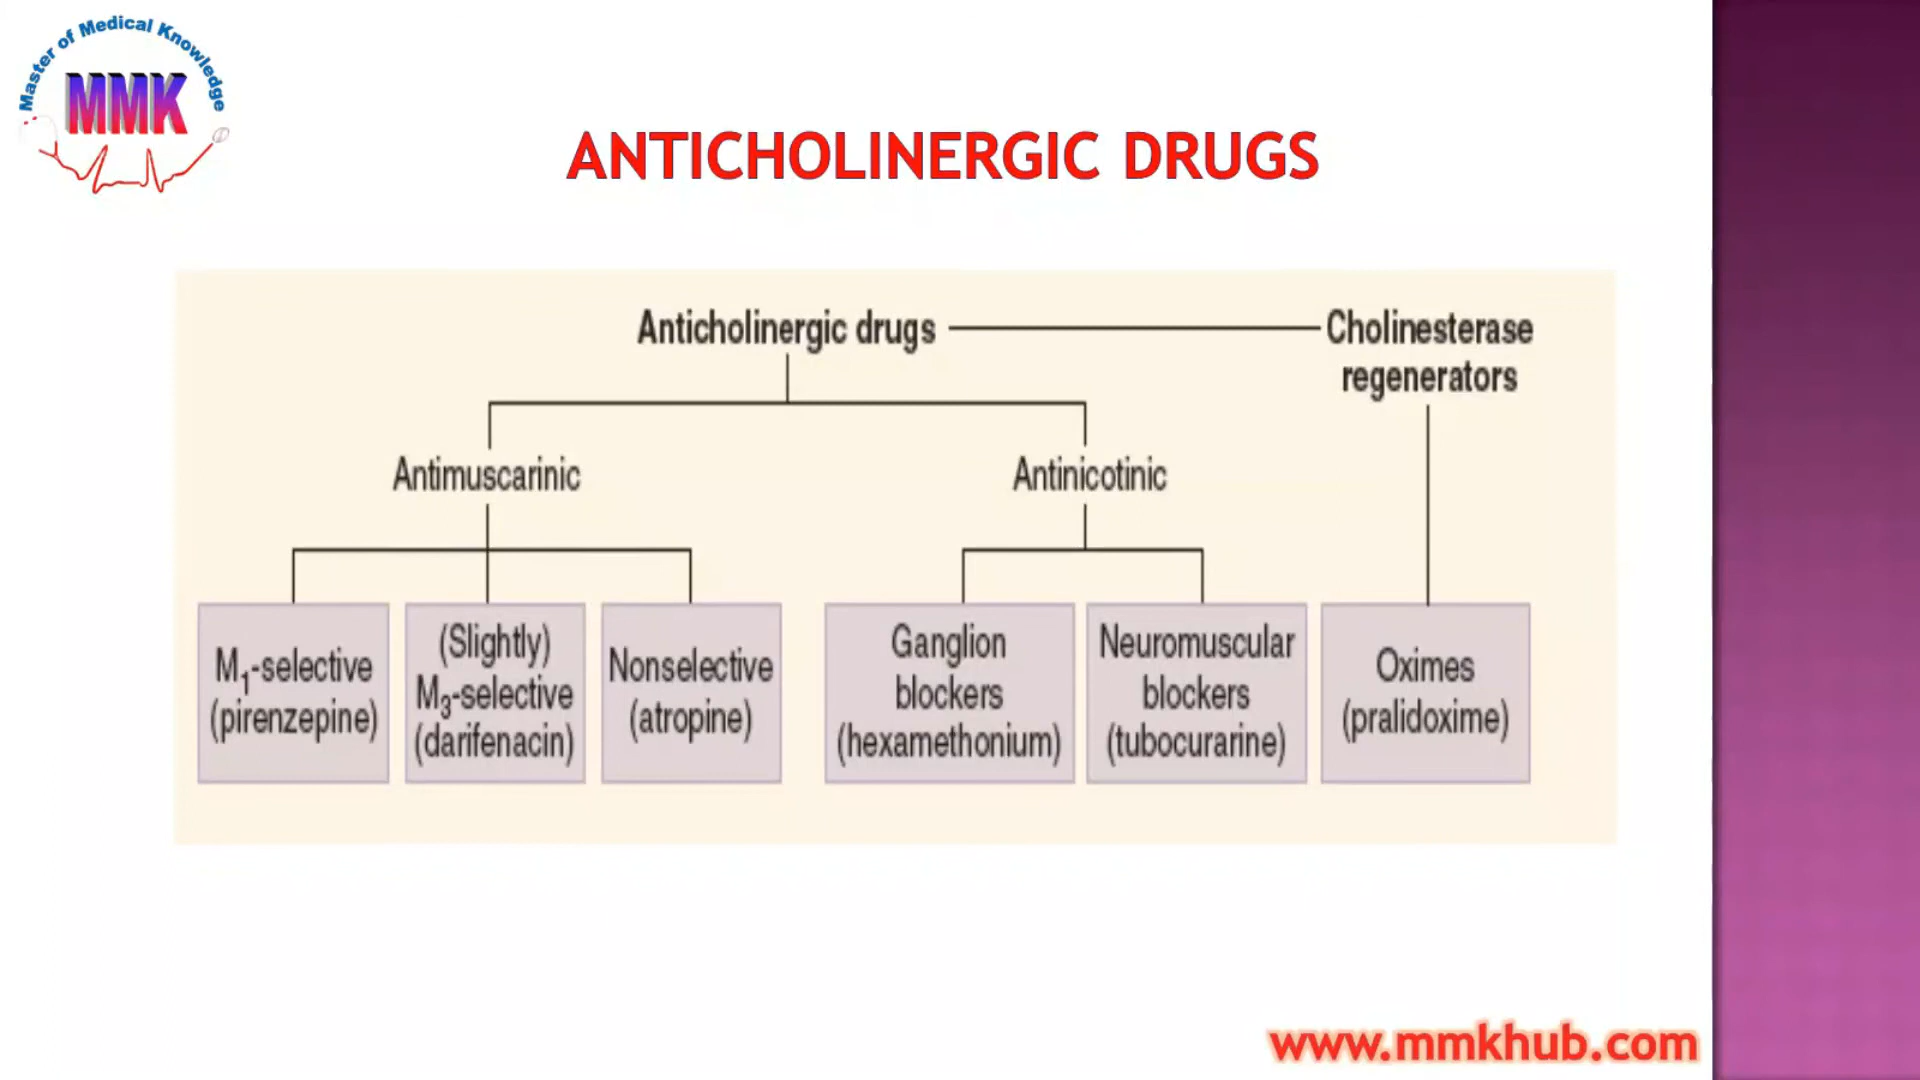 Master of Medical Knowledge
MMK
ANTICHOLINERGIC DRUGS
Anticholinergic drugs
Cholinesterase
regenerators
Antimuscarinic
Antinicotinic
M₁-selective
(pirenzepine)
(Slightly)
M₃-selective
(darifenacin)
Nonselective
(atropine)
Ganglion
blockers
(hexamethonium)
Neuromuscular
blockers
(tubocurarine)
Oximes
(pralidoxime)
www.mmkhub.com